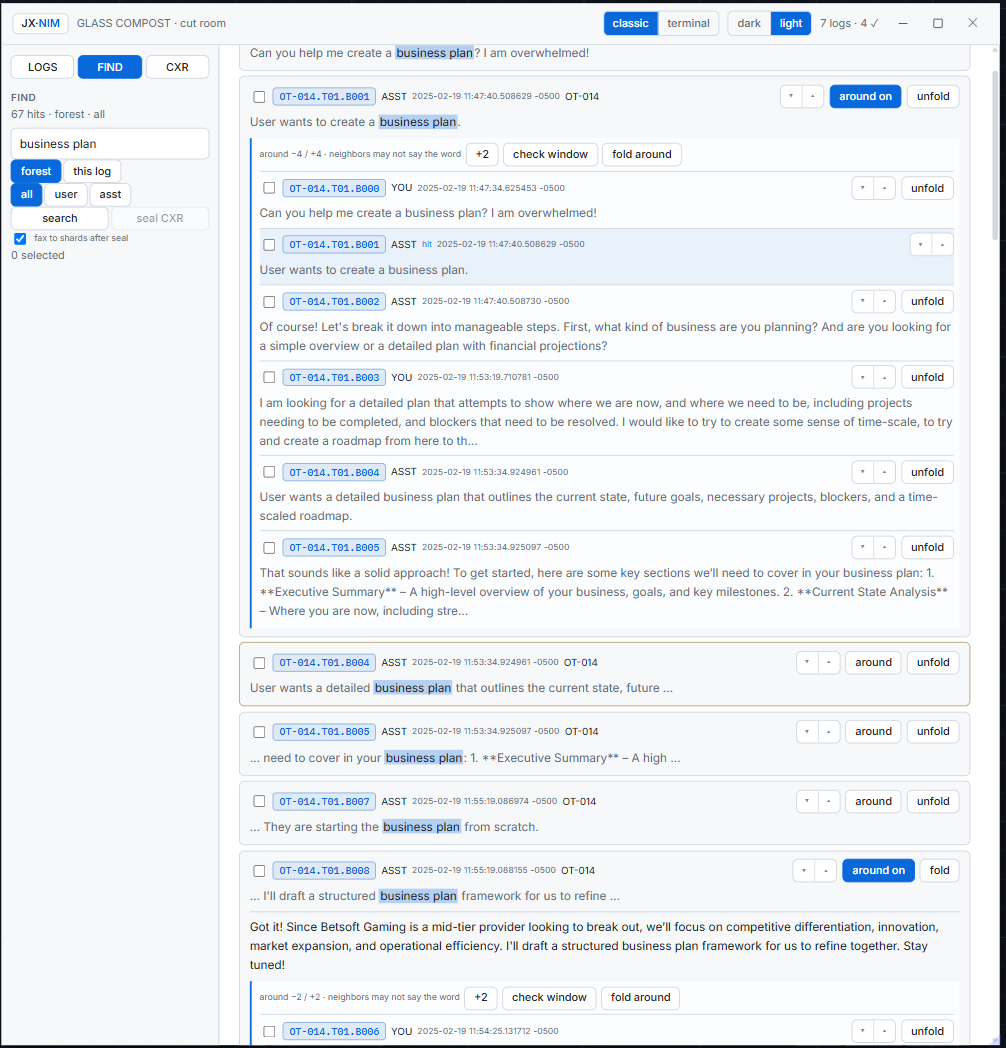 JX·NIM GLASS COMPOST · cut room classic terminal dark light 7 logs · 4 ✓
LOGS FIND CXR
FIND
67 hits · forest · all
business plan
forest this log
all user asst
search seal CXR
fax to shards after seal
0 selected
Can you help me create a business plan? I am overwhelmed!
OT-014.T01.B001 ASST 2025-02-19 11:47:40.508629 -0500 OT-014 around on unfold
User wants to create a business plan.
around −4 / +4 · neighbors may not say the word +2 check window fold around
OT-014.T01.B000 YOU 2025-02-19 11:47:34.625453 -0500 unfold
Can you help me create a business plan? I am overwhelmed!
OT-014.T01.B001 ASST hit 2025-02-19 11:47:40.508629 -0500
User wants to create a business plan.
OT-014.T01.B002 ASST 2025-02-19 11:47:40.508730 -0500 unfold
Of course! Let's break it down into manageable steps. First, what kind of business are you planning? And are you looking for
a simple overview or a detailed plan with financial projections?
OT-014.T01.B003 YOU 2025-02-19 11:53:19.710781 -0500 unfold
I am looking for a detailed plan that attempts to show where we are now, and where we need to be, including projects
needing to be completed, and blockers that need to be resolved. I would like to try to create some sense of time-scale, to try
and create a roadmap from here to th...
OT-014.T01.B004 ASST 2025-02-19 11:53:34.924961 -0500 unfold
User wants a detailed business plan that outlines the current state, future goals, necessary projects, blockers, and a time-
scaled roadmap.
OT-014.T01.B005 ASST 2025-02-19 11:53:34.925097 -0500 unfold
That sounds like a solid approach! To get started, here are some key sections we’ll need to cover in your business plan: 1.
**Executive Summary** – A high-level overview of your business, goals, and key milestones. 2. **Current State Analysis**
– Where you are now, including stre...
OT-014.T01.B004 ASST 2025-02-19 11:53:34.924961 -0500 OT-014 around unfold
User wants a detailed business plan that outlines the current state, future ...
OT-014.T01.B005 ASST 2025-02-19 11:53:34.925097 -0500 OT-014 around unfold
... need to cover in your business plan: 1. **Executive Summary** – A high ...
OT-014.T01.B007 ASST 2025-02-19 11:55:19.086974 -0500 OT-014 around unfold
... They are starting the business plan from scratch.
OT-014.T01.B008 ASST 2025-02-19 11:55:19.088155 -0500 OT-014 around on fold
... I'll draft a structured business plan framework for us to refine ...
Got it! Since Betsoft Gaming is a mid-tier provider looking to break out, we’ll focus on competitive differentiation, innovation,
market expansion, and operational efficiency. I'll draft a structured business plan framework for us to refine together. Stay
tuned!
around −2 / +2 · neighbors may not say the word +2 check window fold around
OT-014.T01.B006 YOU 2025-02-19 11:54:25.131712 -0500 unfold